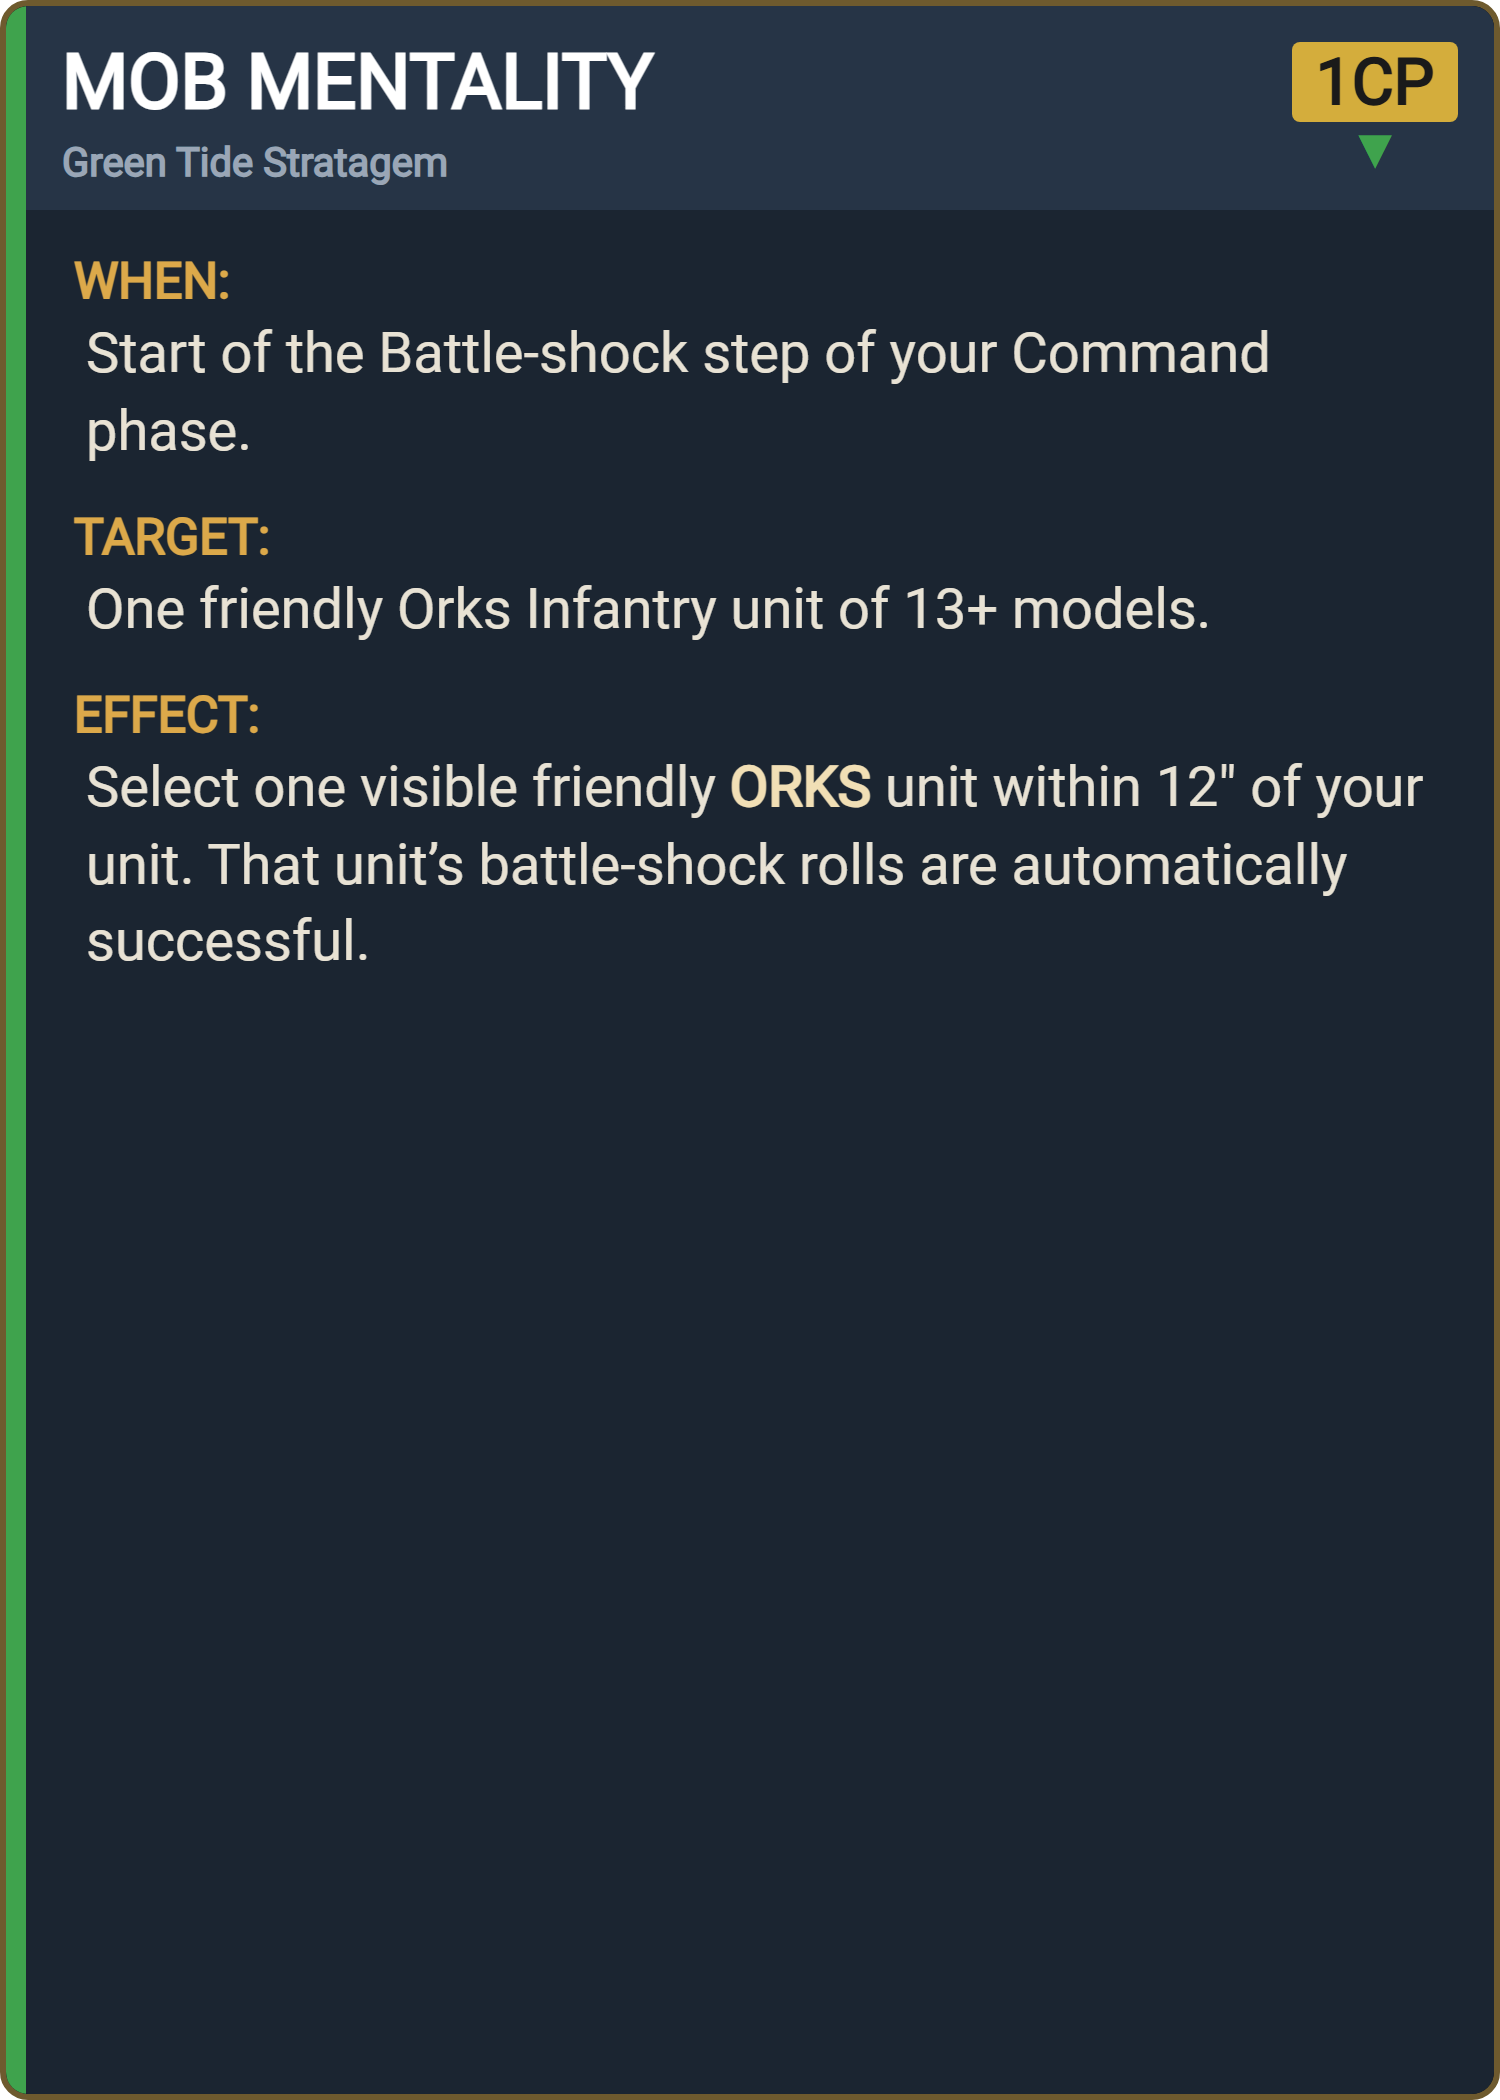 MOB MENTALITY
1CP
Green Tide Stratagem
WHEN:
Start of the Battle-shock step of your Command
phase.
TARGET:
One friendly Orks Infantry unit of 13+ models.
EFFECT:
Select one visible friendly ORKS unit within 12" of your
unit. That unit’s battle-shock rolls are automatically
successful.